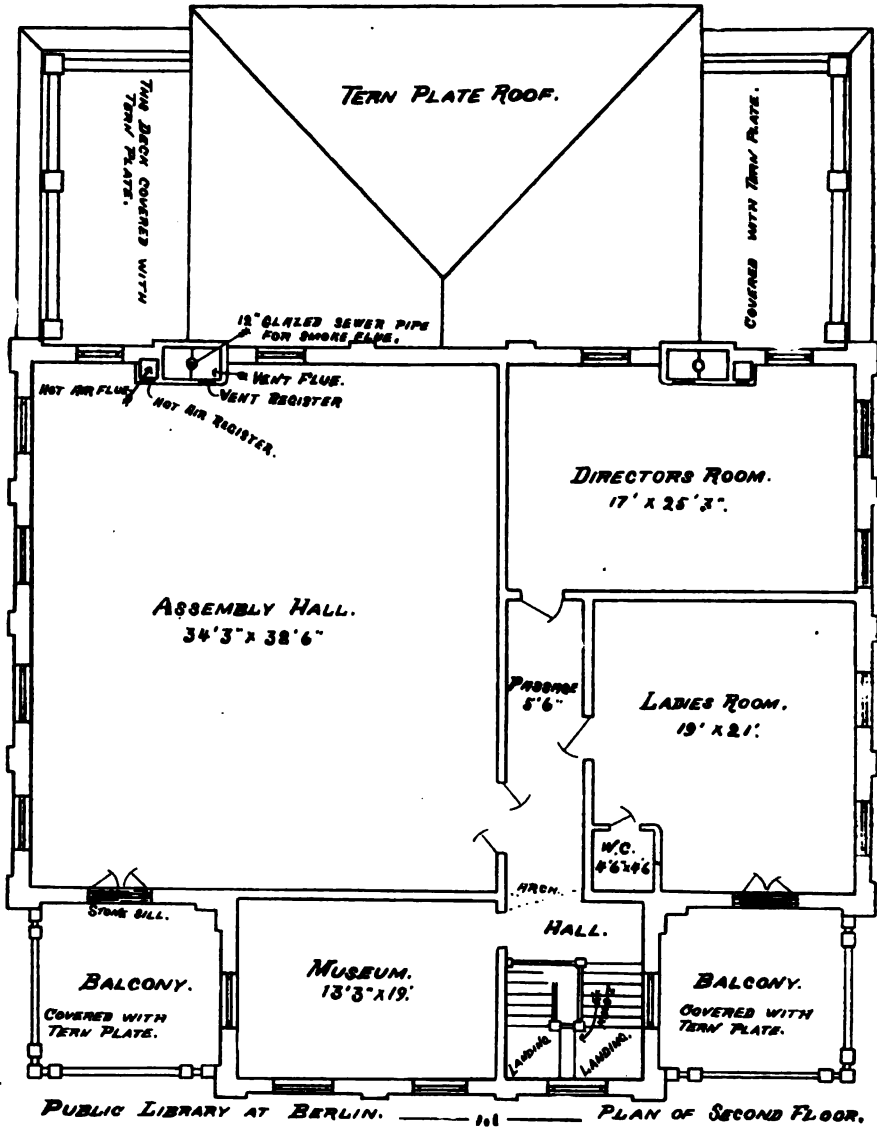 TERN PLATE ROOF.
TIN DECK COVERED WITH
TERN PLATE.
COVERED WITH TERN PLATE.
12" GLAZED SEWER PIPE
FOR SMOKE FLUE.
HOT AIR FLUE
VENT FLUE.
VENT REGISTER
HOT AIR REGISTER.
DIRECTORS ROOM.
17' X 25' 3".
ASSEMBLY HALL.
34'3" X 38'6"
PASSAGE
5'6"
LADIES ROOM.
19' X 21'.
W.C.
4'6"X4'6
ARCH.
STONE SILL.
HALL.
BALCONY.
COVERED WITH
TERN PLATE.
MUSEUM.
13'3" X 19'.
LANDING
LANDING.
BALCONY.
COVERED WITH
TERN PLATE.
PUBLIC LIBRARY AT BERLIN.
PLAN OF SECOND FLOOR.